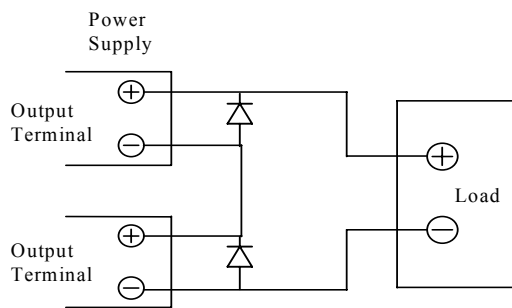 Power
Supply
+
Output
Terminal
−
+
Load
−
+
Output
Terminal
−